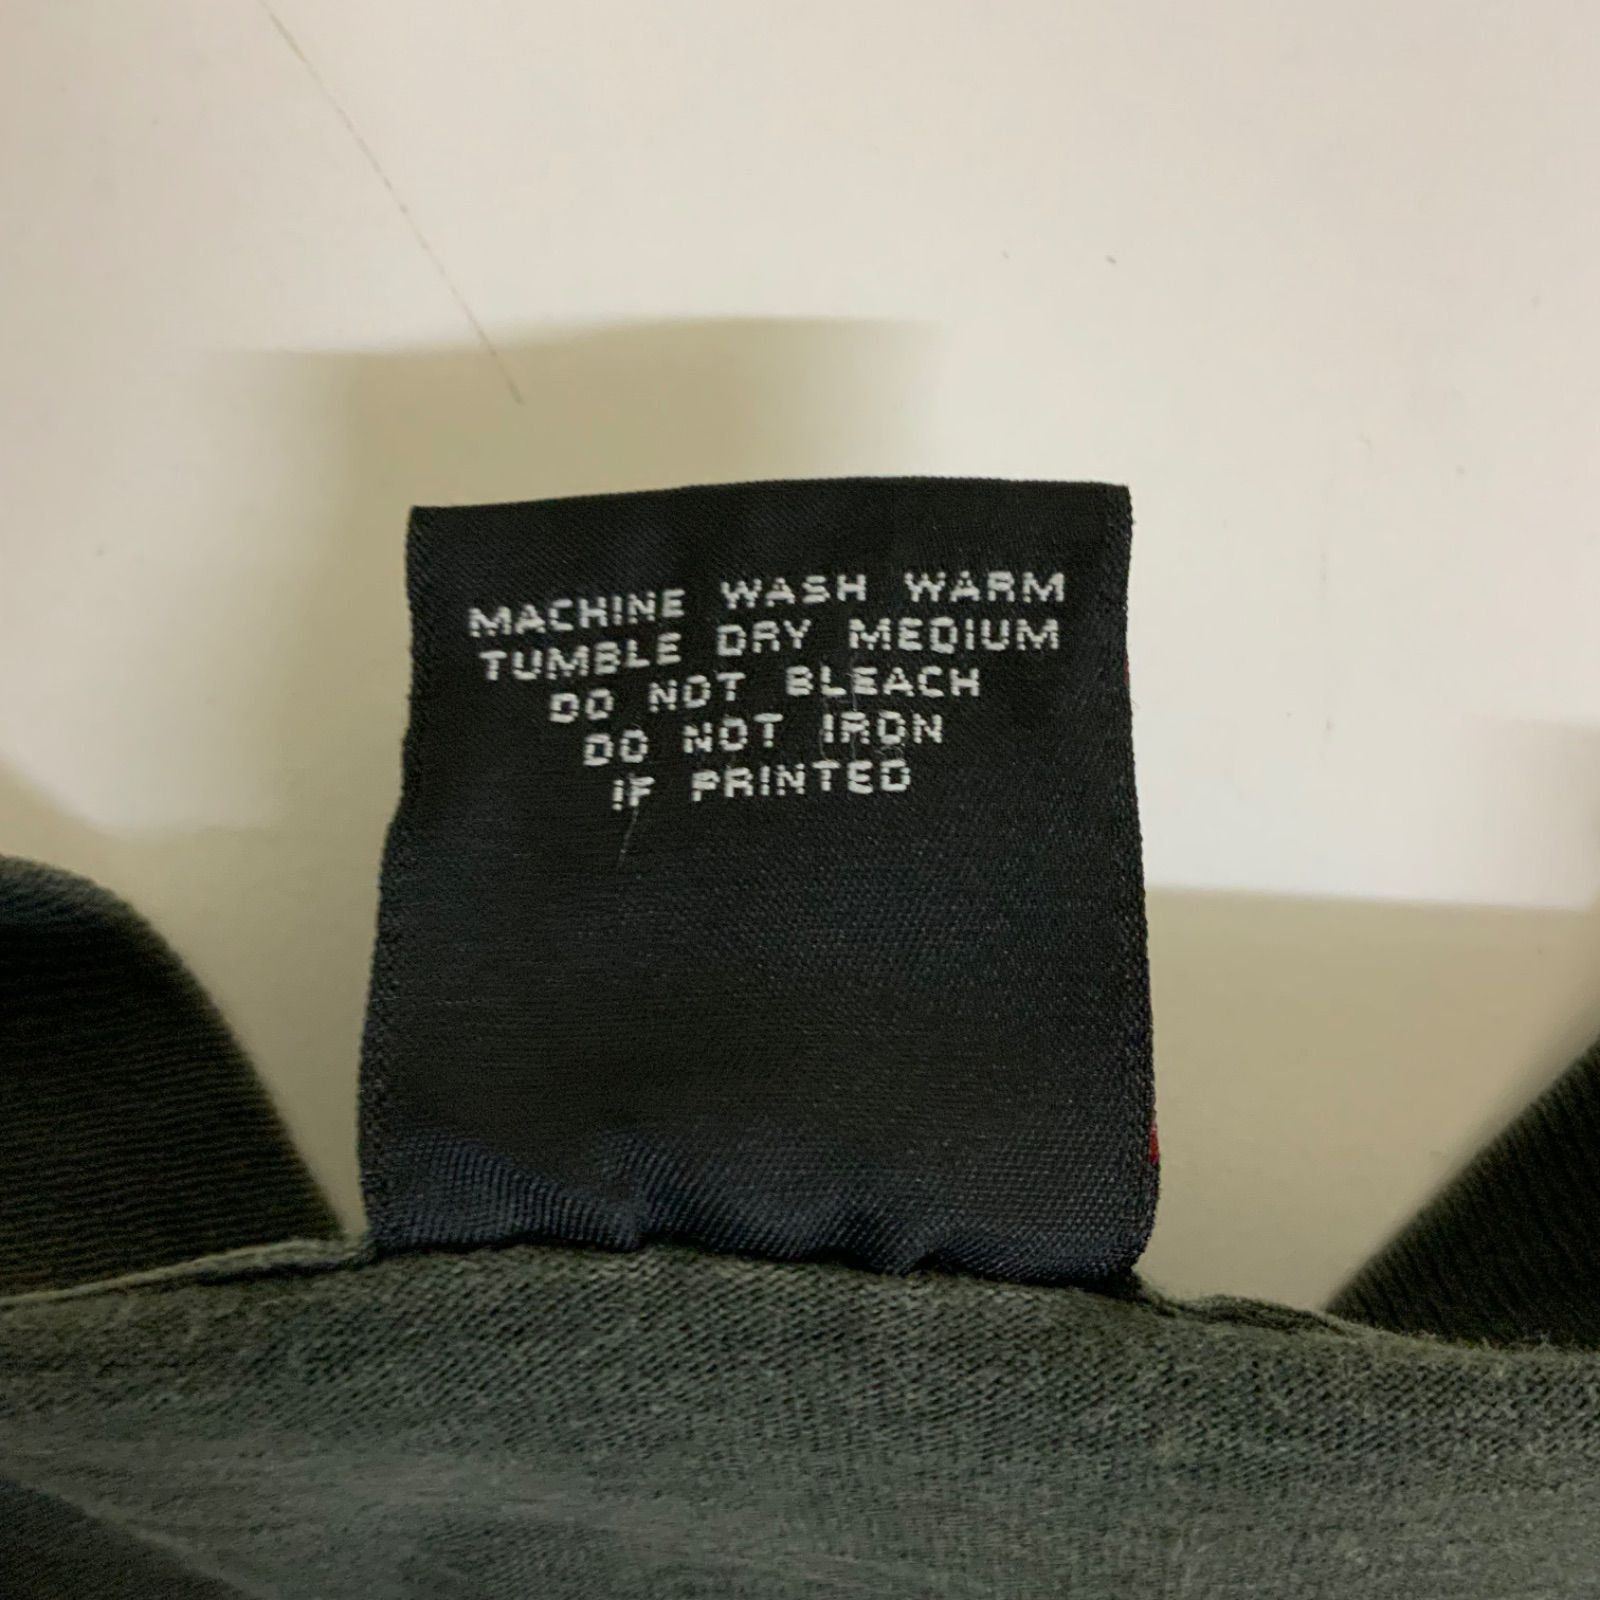 MACHINE WASH WARM
TUMBLE DRY MEDIUM
DO NOT BLEACH
DO NOT IRON
IF PRINTED